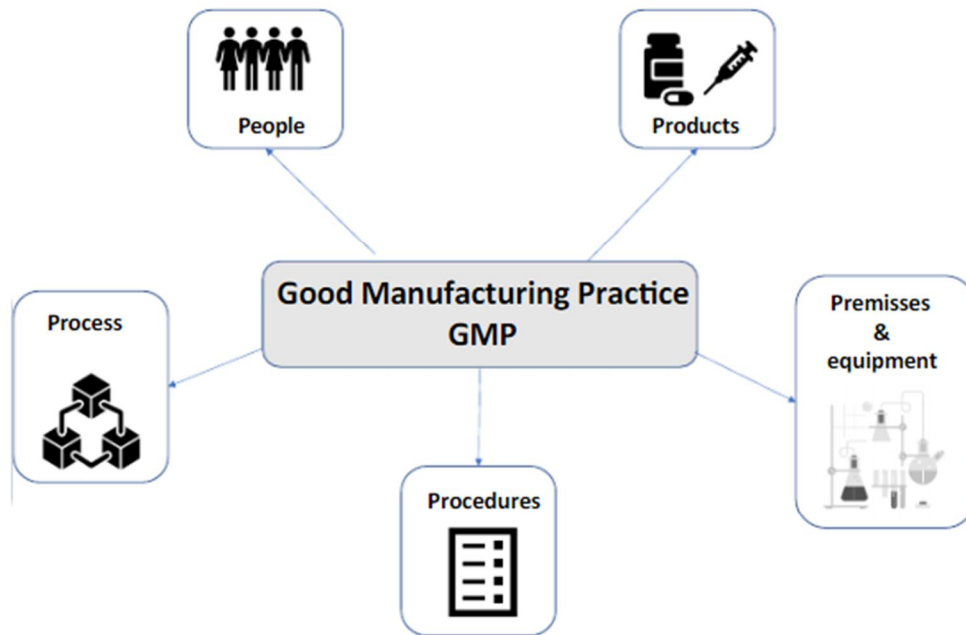 People
Products
Good Manufacturing Practice
GMP
Process
Premisses
&
equipment
Procedures